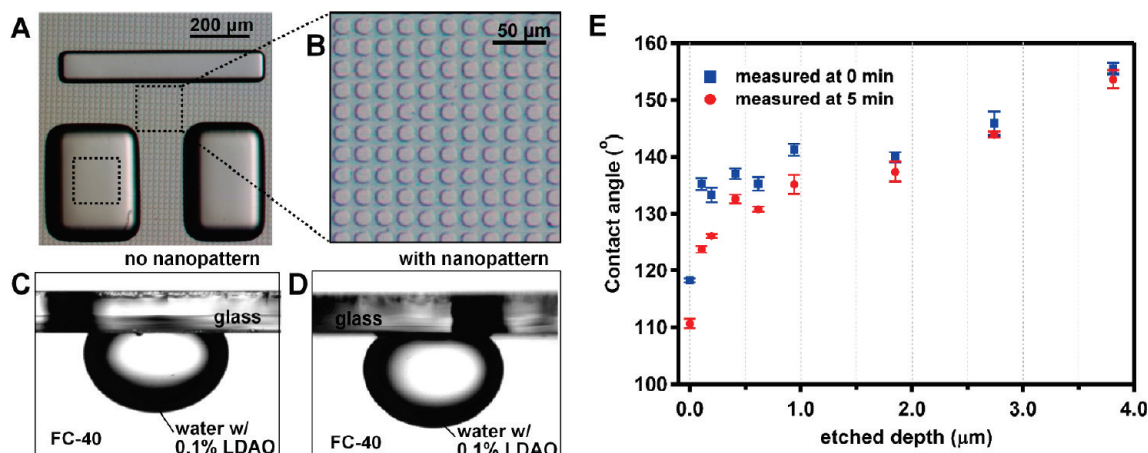 A
200 µm
B
50 µm
no nanopattern
with nanopattern
C
glass
FC-40
water w/
0.1% LDAO
D
glass
FC-40
water w/
0.1% LDAO
E
160
150
140
130
120
110
100
Contact angle (°)
measured at 0 min
measured at 5 min
0.0
1.0
2.0
3.0
4.0
etched depth (µm)